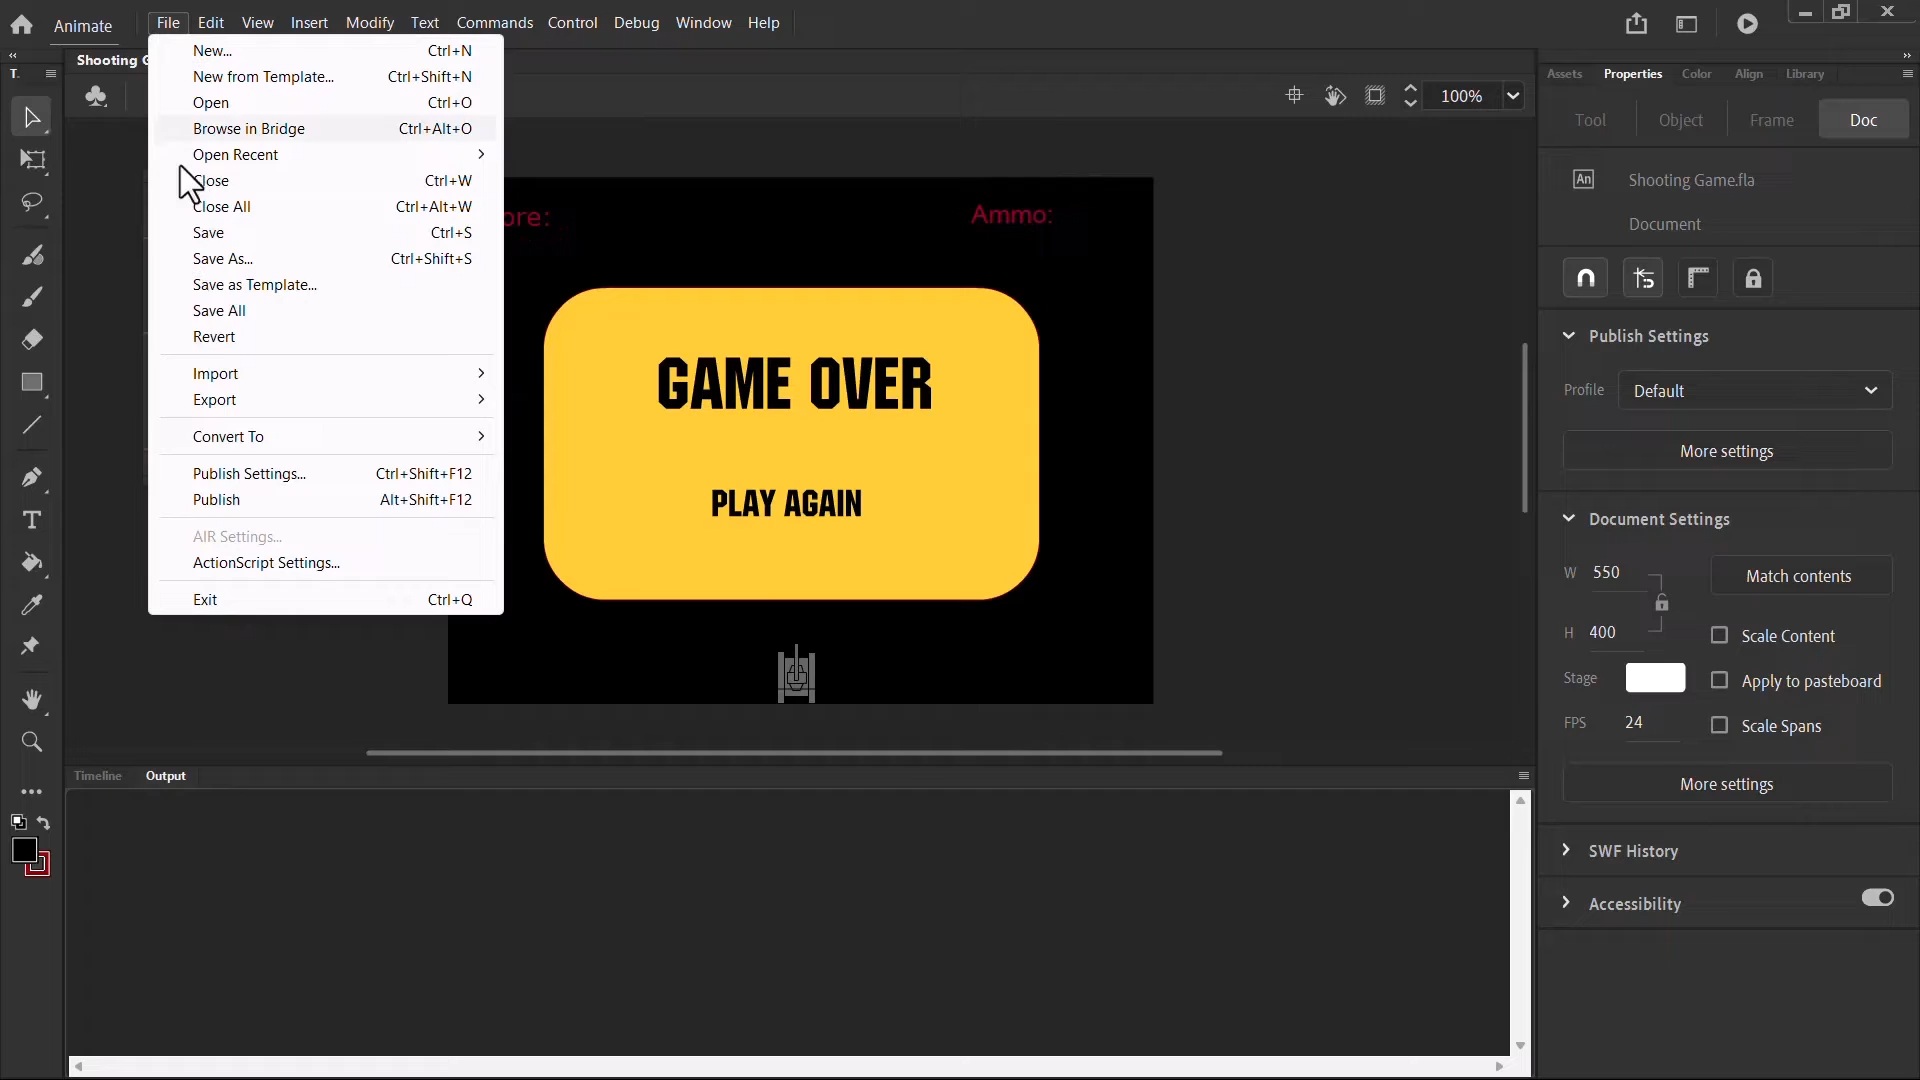 Animate
File Edit View Insert Modify Text Commands Control Debug Window Help
T.
Shooting G
100%
New... Ctrl+N
New from Template... Ctrl+Shift+N
Open Ctrl+O
Browse in Bridge Ctrl+Alt+O
Open Recent
Close Ctrl+W
Close All Ctrl+Alt+W
Save Ctrl+S
Save As... Ctrl+Shift+S
Save as Template...
Save All
Revert
Import
Export
Convert To
Publish Settings... Ctrl+Shift+F12
Publish Alt+Shift+F12
AIR Settings...
ActionScript Settings...
Exit Ctrl+Q
ore:
Ammo:
GAME OVER
PLAY AGAIN
Timeline Output
Assets Properties Color Align Library
Tool Object Frame Doc
An Shooting Game.fla
Document
Publish Settings
Profile Default
More settings
Document Settings
W 550 Match contents
H 400 Scale Content
Stage Apply to pasteboard
FPS 24 Scale Spans
More settings
SWF History
Accessibility